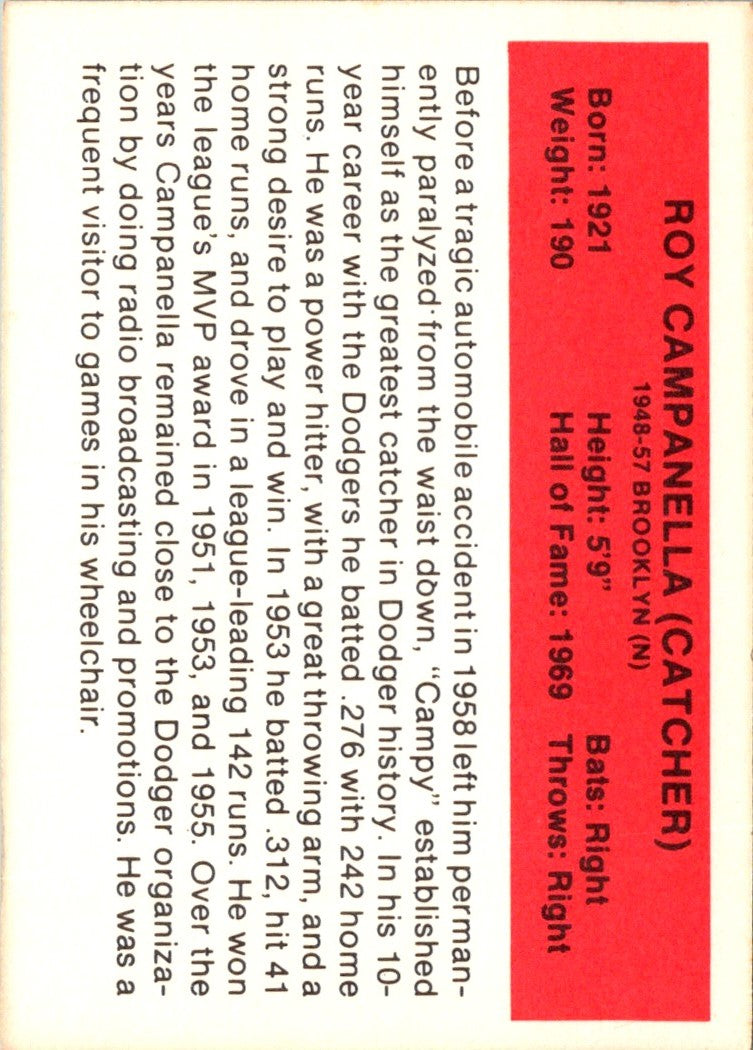 ROY CAMPANELLA (CATCHER)
1948-57 BROOKLYN (N)
Born: 1921 Height: 5'9" Bats: Right
Weight: 190 Hall of Fame: 1969 Throws: Right
Before a tragic automobile accident in 1958 left him perman-
ently paralyzed from the waist down, "Campy" established
himself as the greatest catcher in Dodger history. In his 10-
year career with the Dodgers he batted .276 with 242 home
runs. He was a power hitter, with a great throwing arm, and a
strong desire to play and win. In 1953 he batted .312, hit 41
home runs, and drove in a league-leading 142 runs. He won
the league's MVP award in 1951, 1953, and 1955. Over the
years Campanella remained close to the Dodger organiza-
tion by doing radio broadcasting and promotions. He was a
frequent visitor to games in his wheelchair.